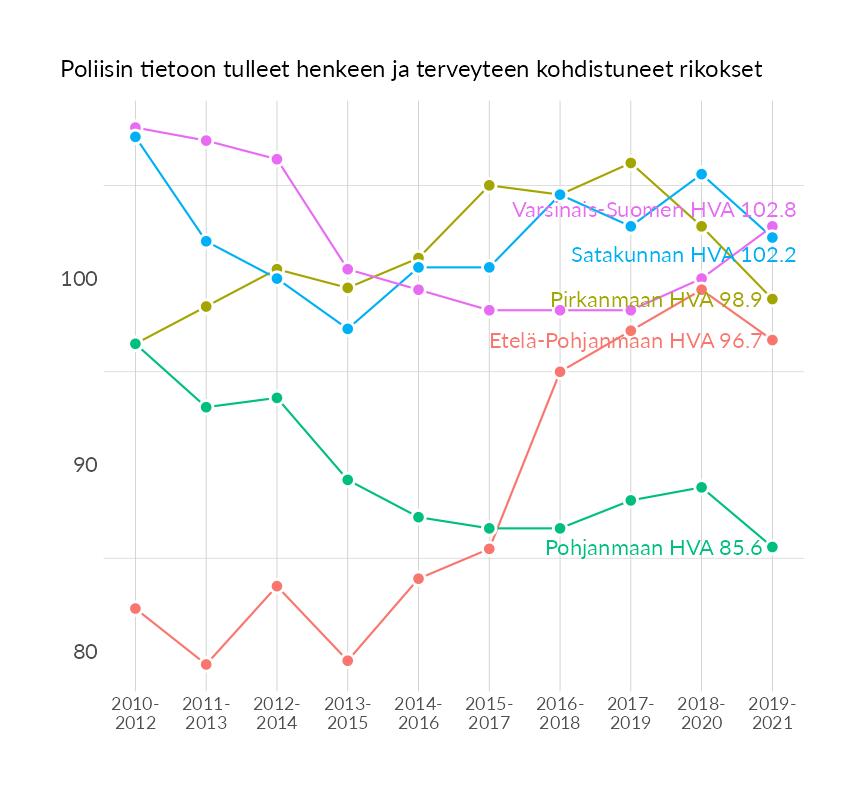 Poliisin tietoon tulleet henkeen ja terveyteen kohdistuneet rikokset
Varsinais-Suomen HVA 102.8
Satakunnan HVA 102.2
100
Pirkanmaan HVA 98.9
Etelä-Pohjanmaan HVA 96.7
90
Pohjanmaan HVA 85.6
80
2010- 2011- 2012- 2013- 2014- 2015- 2016- 2017- 2018- 2019-
2012 2013 2014 2015 2016 2017 2018 2019 2020 2021